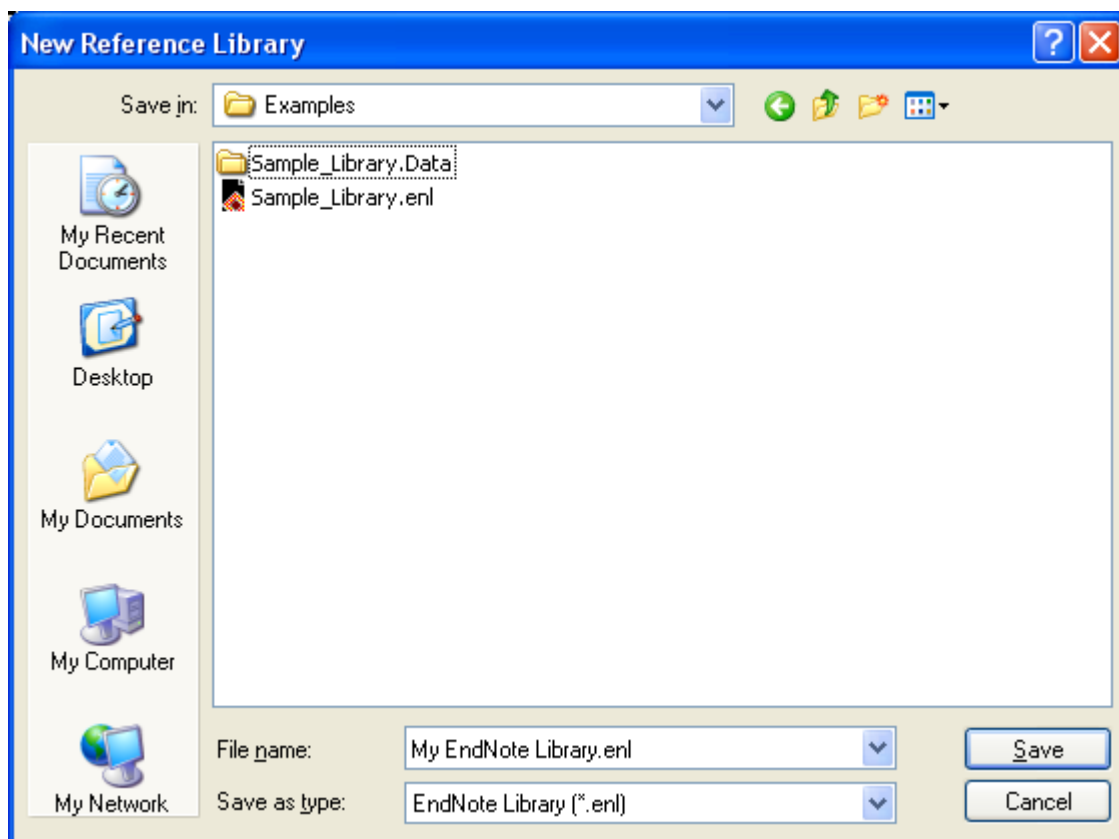 New Reference Library
Save in:
Examples
Sample_Library.Data
Sample_Library.enl
My Recent
Documents
Desktop
My Documents
My Computer
My Network
File name:
My EndNote Library.enl
Save
Save as type:
EndNote Library (*.enl)
Cancel